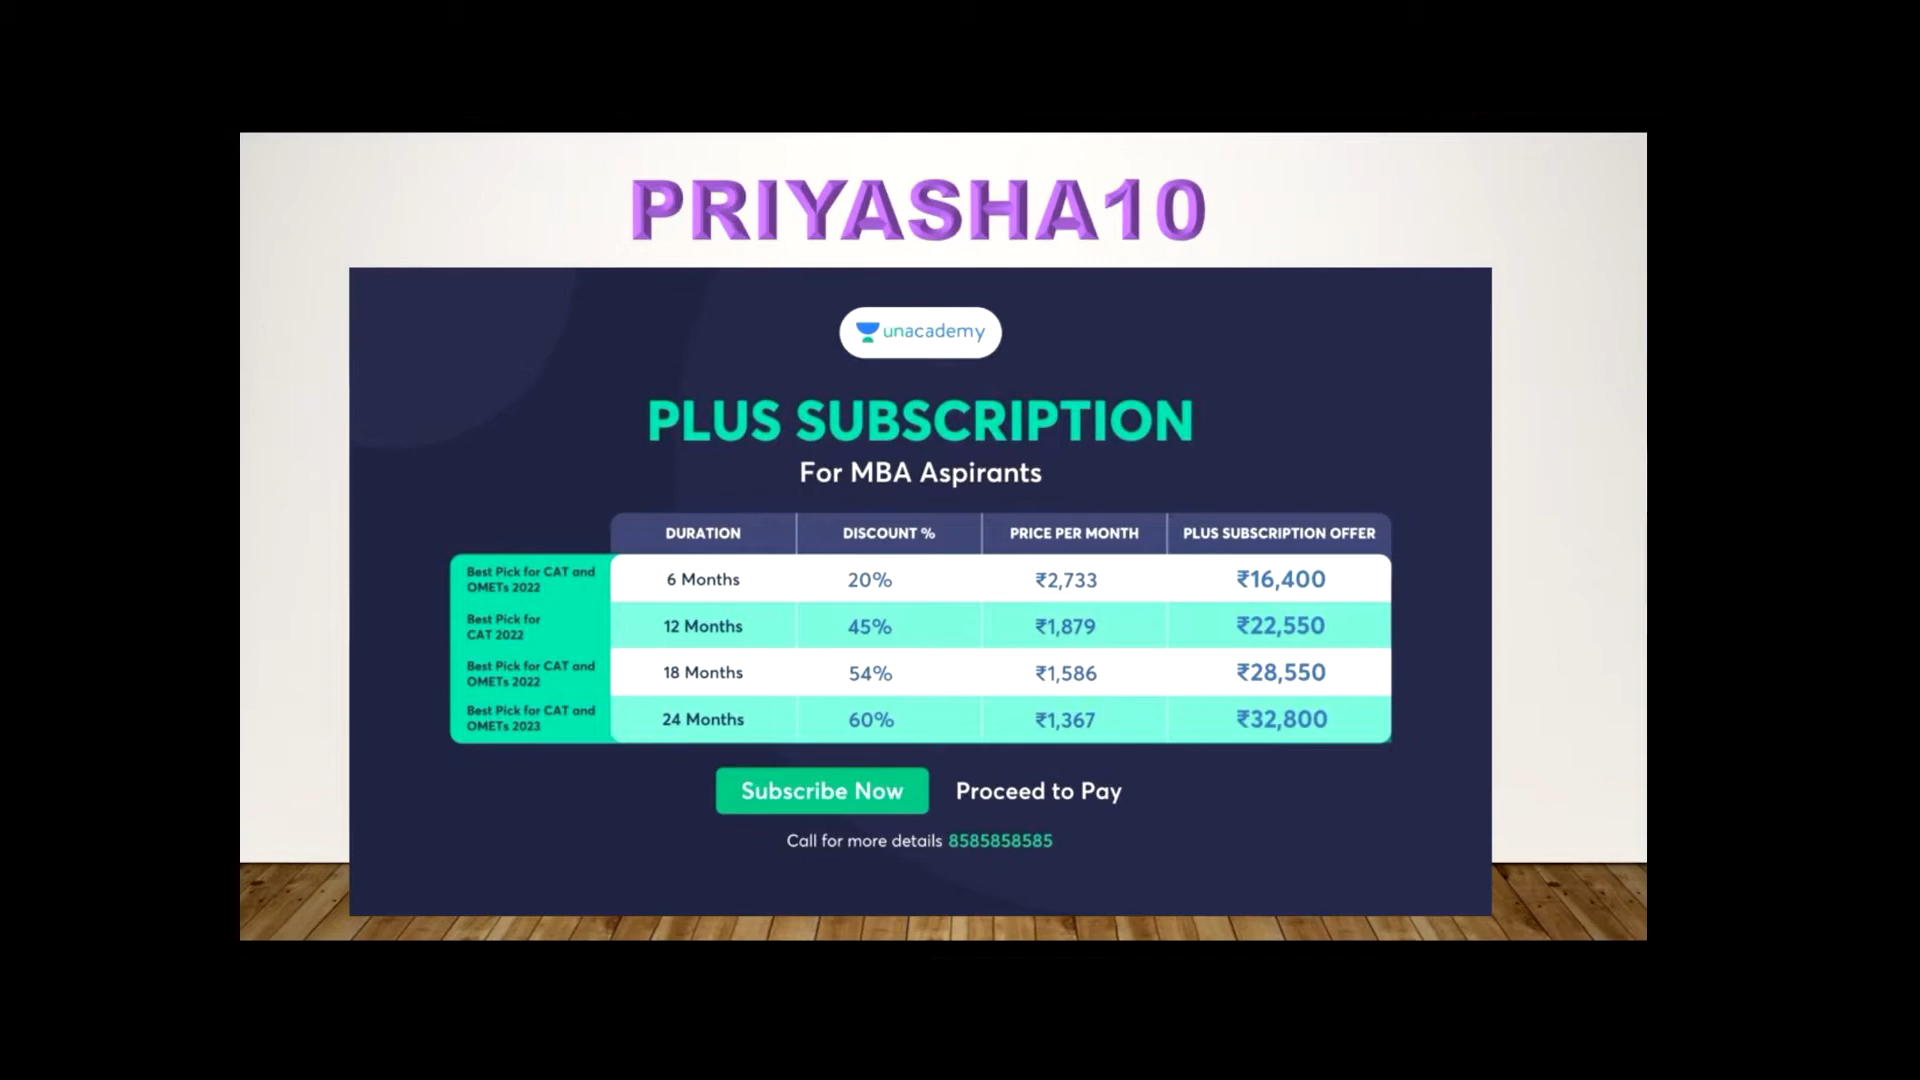 PRIYASHA10
unacademy
PLUS SUBSCRIPTION
For MBA Aspirants
DURATION DISCOUNT % PRICE PER MONTH PLUS SUBSCRIPTION OFFER
Best Pick for CAT and
OMETs 2022
6 Months 20% ₹2,733 ₹16,400
Best Pick for
CAT 2022
12 Months 45% ₹1,879 ₹22,550
Best Pick for CAT and
OMETs 2022
18 Months 54% ₹1,586 ₹28,550
Best Pick for CAT and
OMETs 2023
24 Months 60% ₹1,367 ₹32,800
Subscribe Now Proceed to Pay
Call for more details 8585858585